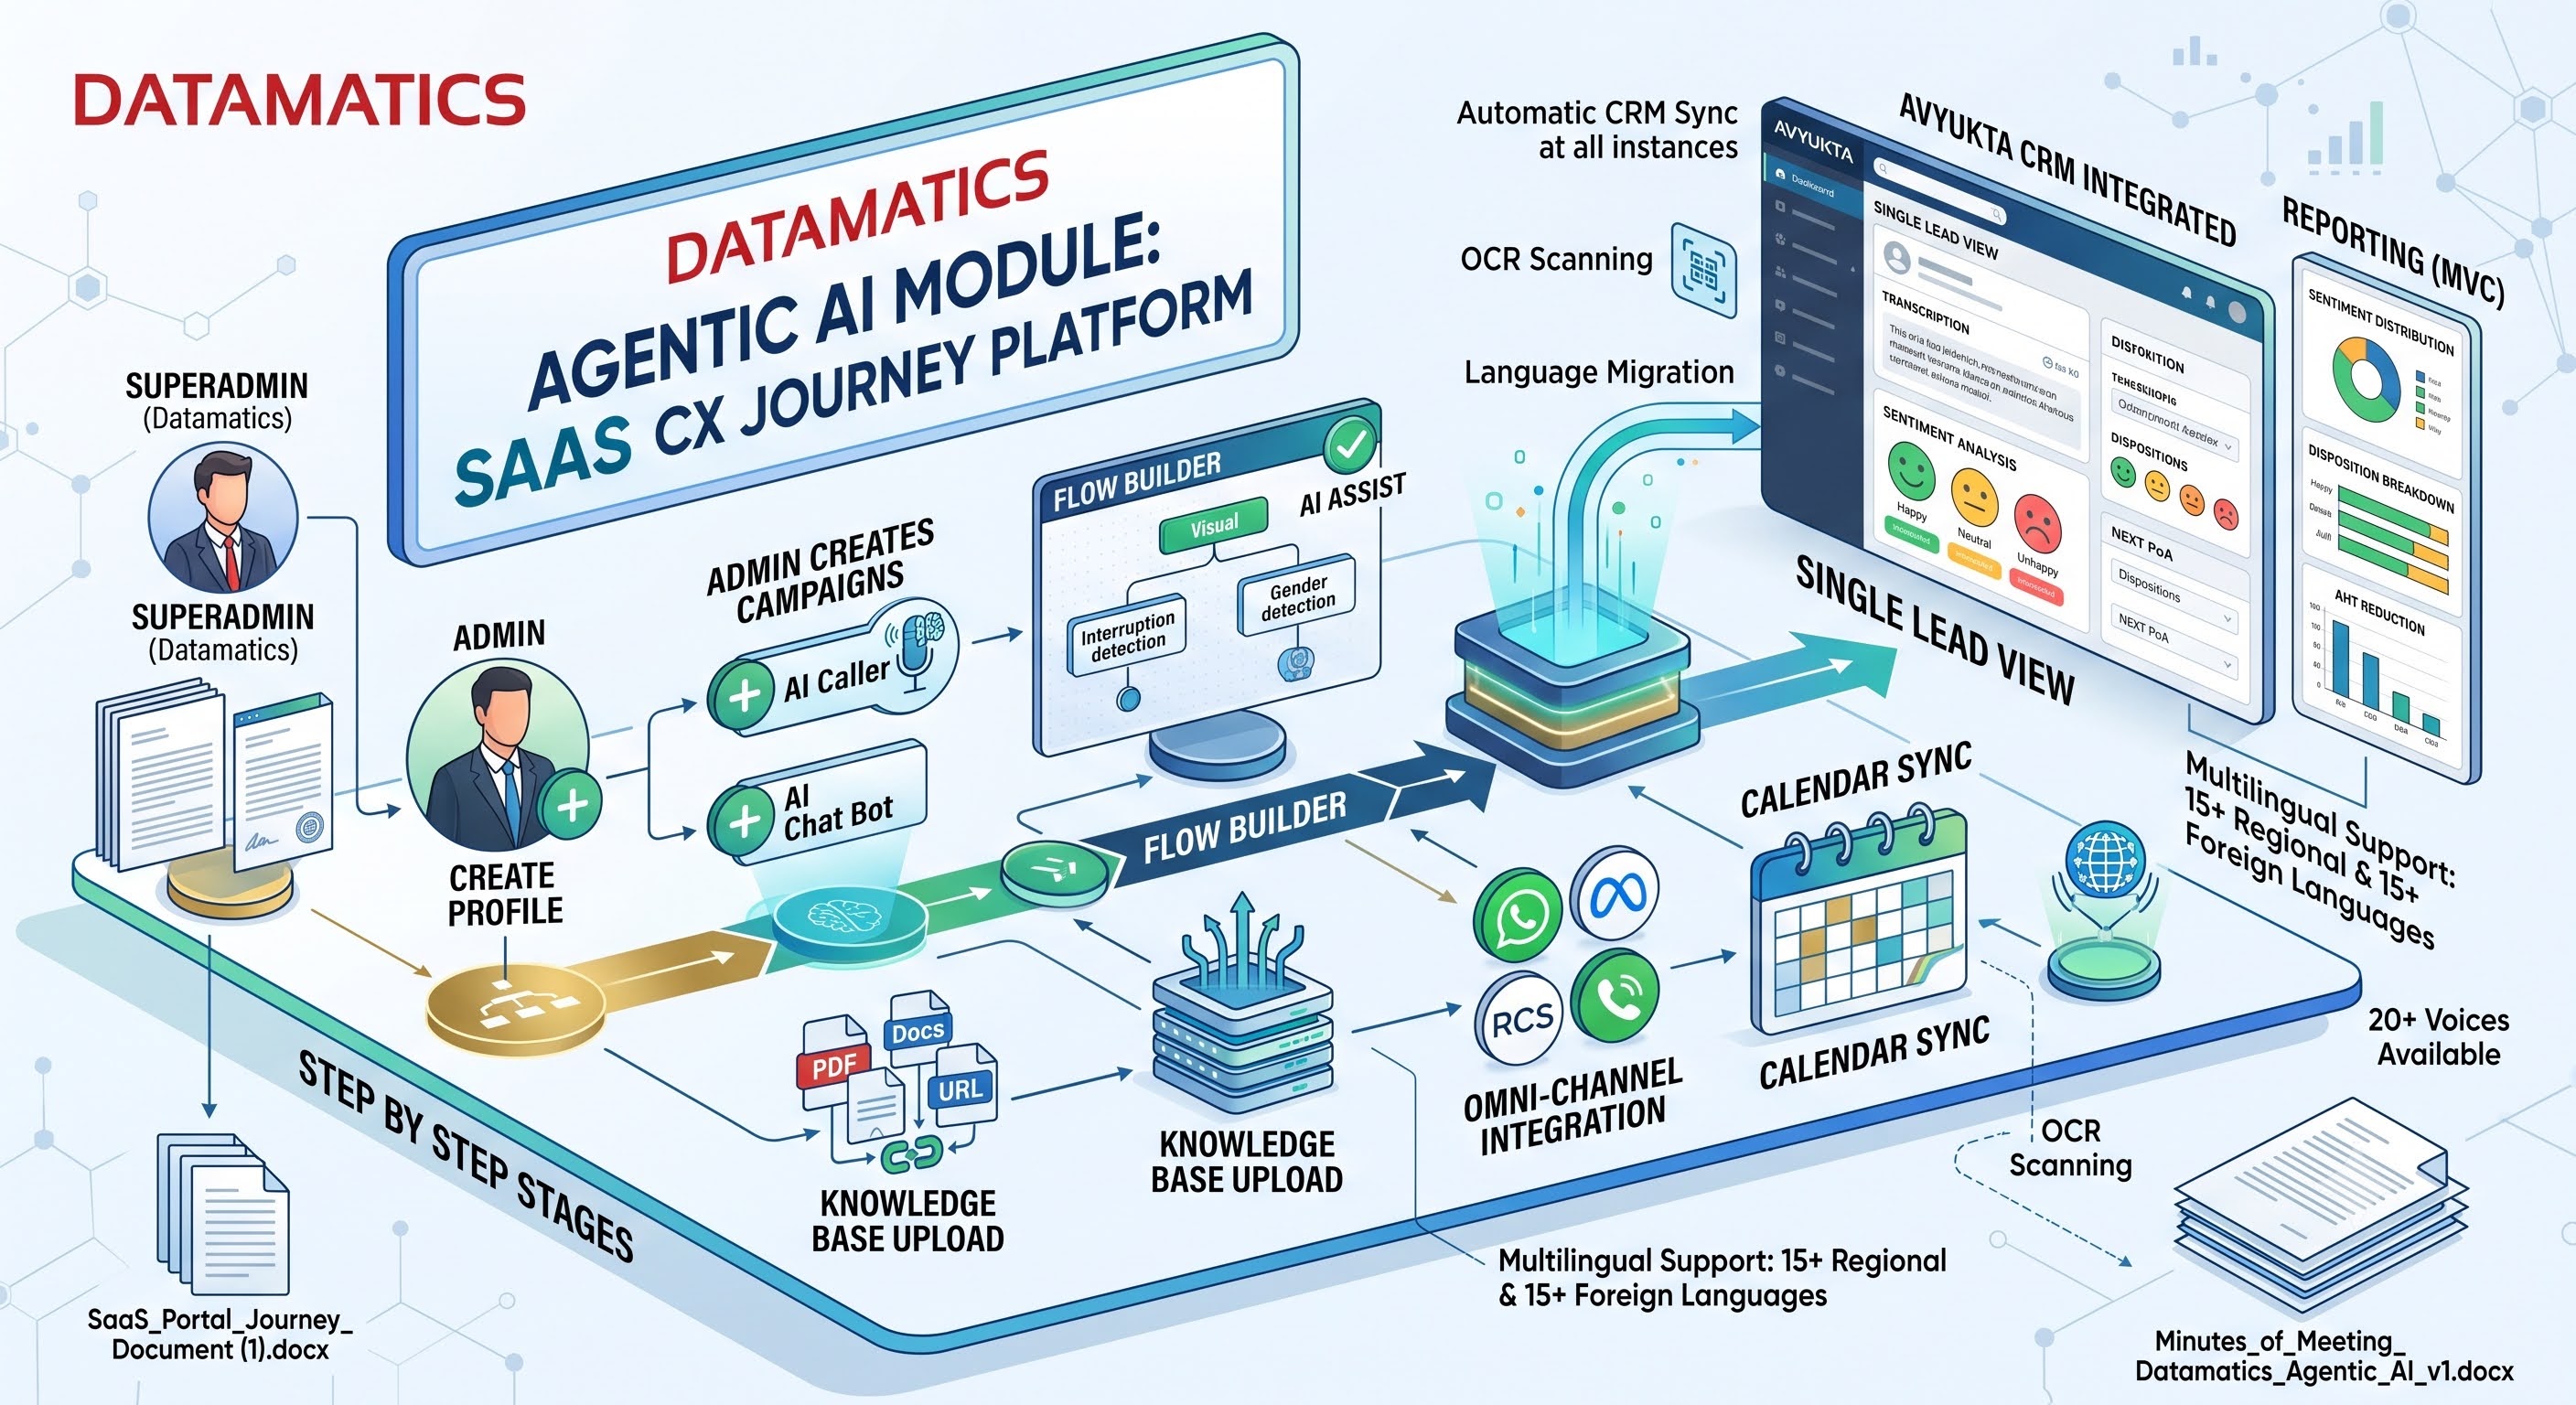 DATAMATICS
DATAMATICS
AGENTIC AI MODULE:
SAAS CX JOURNEY PLATFORM
SUPERADMIN
(Datamatics)
SUPERADMIN
(Datamatics)
ADMIN
CREATE
PROFILE
ADMIN CREATES
CAMPAIGNS
AI Caller
AI
Chat Bot
FLOW BUILDER
AI ASSIST
Visual
Interruption
detection
Gender
detection
FLOW BUILDER
Automatic CRM Sync
at all instances
OCR Scanning
Language Migration
AVYUKTA CRM INTEGRATED
AVYUKTA
SINGLE LEAD VIEW
TRANSCRIPTION
SENTIMENT ANALYSIS
Happy
Neutral
Unhappy
DISFOKITION
DISPOSITIONS
NEXT PoA
Dispositions
NEXT PoA
SINGLE LEAD VIEW
REPORTING (MVC)
SENTIMENT DISTRIBUTION
DISPOSITION BREAKDOWN
Happy
AHT REDUCTION
Multilingual Support:
15+ Regional & 15+
Foreign Languages
CALENDAR SYNC
CALENDAR SYNC
20+ Voices
Available
PDF
Docs
URL
KNOWLEDGE
BASE UPLOAD
KNOWLEDGE
BASE UPLOAD
RCS
OMNI-CHANNEL
INTEGRATION
OCR
Scanning
STEP BY STEP STAGES
Multilingual Support: 15+ Regional
& 15+ Foreign Languages
SaaS_Portal_Journey_
Document (1).docx
Minutes_of_Meeting_
Datamatics_Agentic_AI_v1.docx